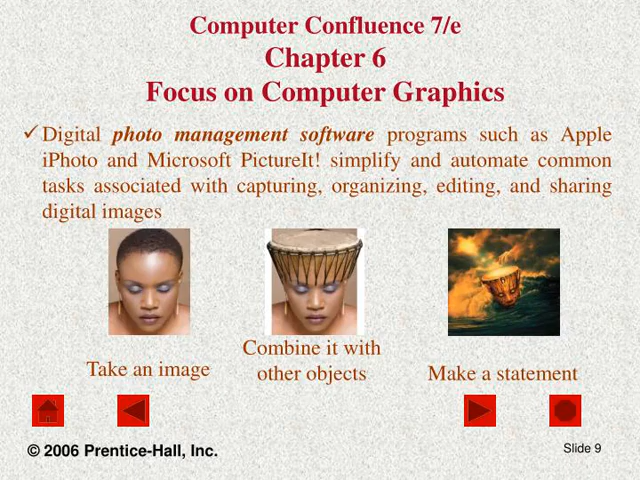 Computer Confluence 7/e
Chapter 6
Focus on Computer Graphics
✓ Digital photo management software programs such as Apple
iPhoto and Microsoft PictureIt! simplify and automate common
tasks associated with capturing, organizing, editing, and sharing
digital images
Take an image
Combine it with
other objects
Make a statement
© 2006 Prentice-Hall, Inc.
Slide 9